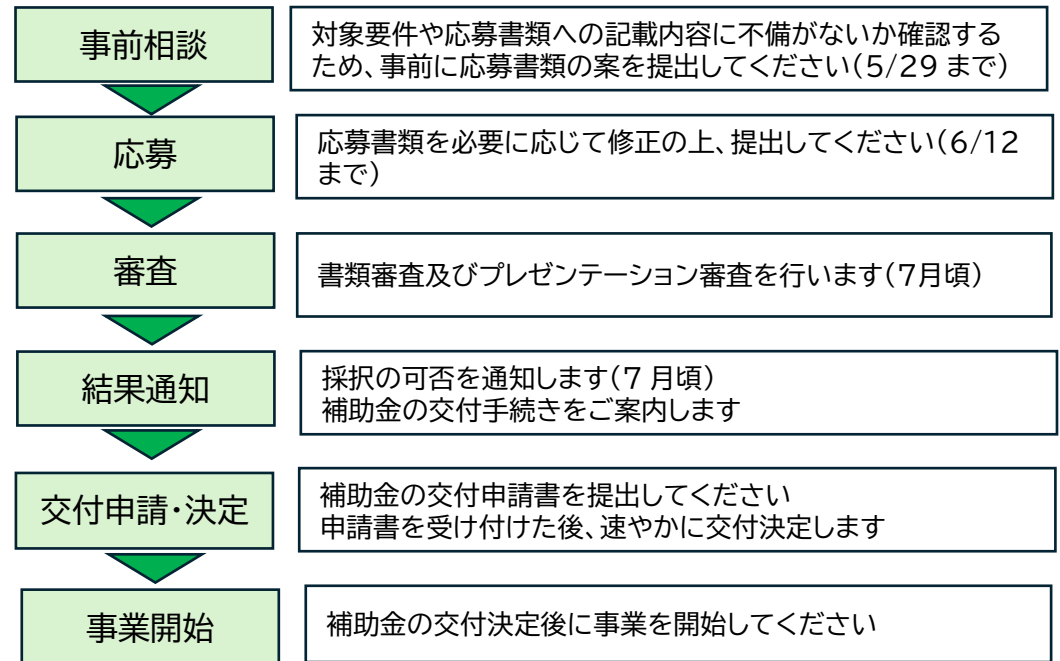 事前相談
対象要件や応募書類への記載内容に不備がないか確認する
ため、事前に応募書類の案を提出してください(5/29 まで)
応募
応募書類を必要に応じて修正の上、提出してください(6/12
まで)
審査
書類審査及びプレゼンテーション審査を行います(7月頃)
結果通知
採択の可否を通知します(7 月頃)
補助金の交付手続きをご案内します
交付申請・決定
補助金の交付申請書を提出してください
申請書を受け付けた後、速やかに交付決定します
事業開始
補助金の交付決定後に事業を開始してください